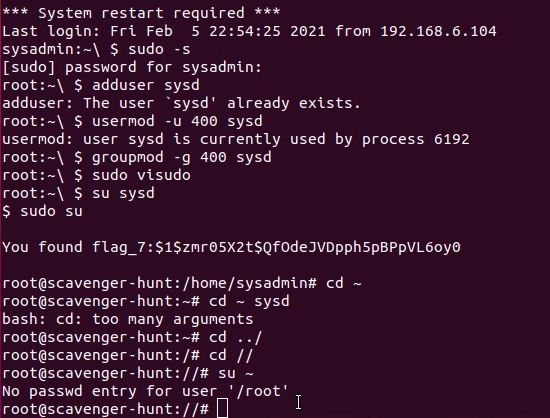 *** System restart required ***
Last login: Fri Feb  5 22:54:25 2021 from 192.168.6.104
sysadmin:~\ $ sudo -s
[sudo] password for sysadmin:
root:~\ $ adduser sysd
adduser: The user `sysd' already exists.
root:~\ $ usermod -u 400 sysd
usermod: user sysd is currently used by process 6192
root:~\ $ groupmod -g 400 sysd
root:~\ $ sudo visudo
root:~\ $ su sysd
$ sudo su
You found flag_7:$1$zmr05X2t$QfOdeJVDpph5pBPpVL6oy0
root@scavenger-hunt:/home/sysadmin# cd ~
root@scavenger-hunt:~# cd ~ sysd
bash: cd: too many arguments
root@scavenger-hunt:~# cd ../
root@scavenger-hunt:/# cd //
root@scavenger-hunt://# su ~
No passwd entry for user '/root'
root@scavenger-hunt://#